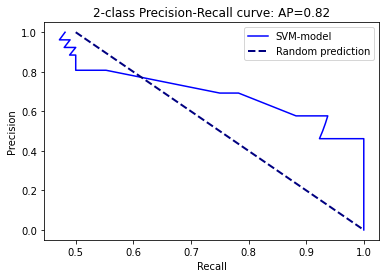 2-class Precision-Recall curve: AP=0.82
SVM-model
Random prediction
1.0
0.8
0.6
0.4
0.2
0.0
Precision
0.5 0.6 0.7 0.8 0.9 1.0
Recall